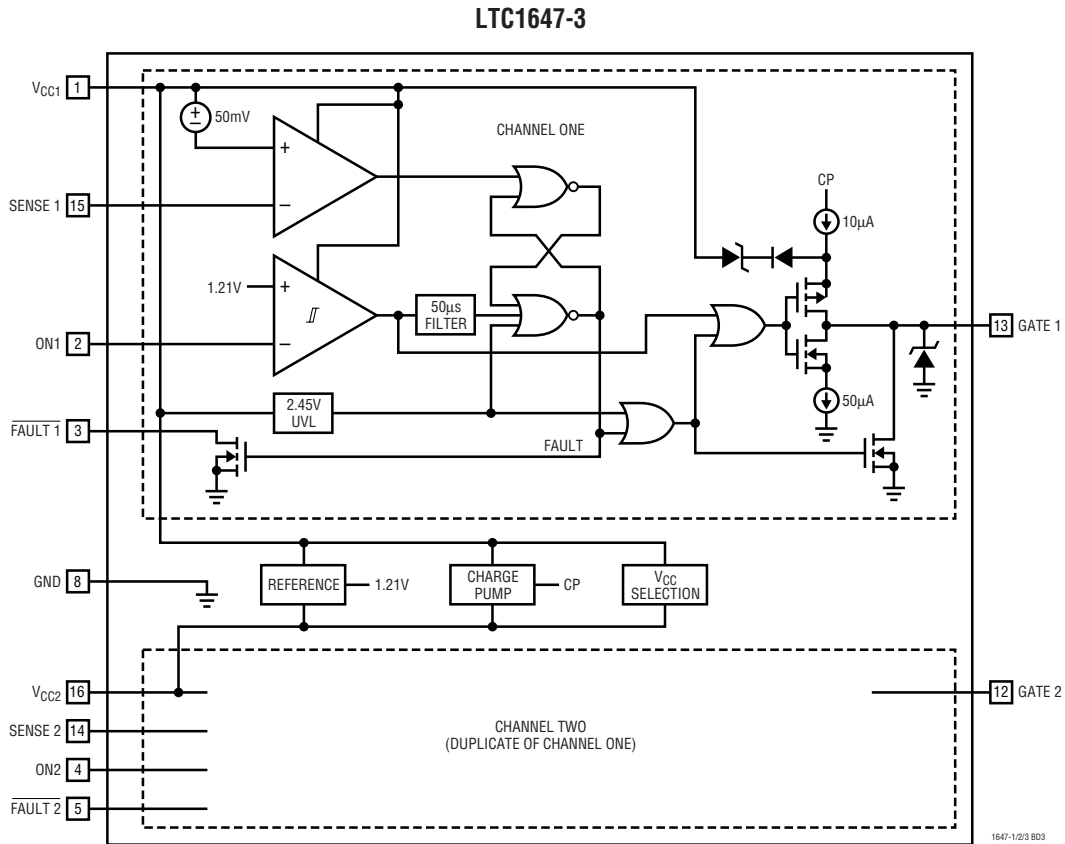 LTC1647-3
VCC1 1
50mV
+
–
CHANNEL ONE
+
–
SENSE 1 15
CP
10µA
1.21V
+
–
50µs
FILTER
ON1 2
13 GATE 1
2.45V
UVL
50µA
FAULT 1 3
FAULT
GND 8
REFERENCE
1.21V
CHARGE
PUMP
CP
VCC
SELECTION
VCC2 16
12 GATE 2
SENSE 2 14
CHANNEL TWO
(DUPLICATE OF CHANNEL ONE)
ON2 4
FAULT 2 5
1647-1/2/3 BD3